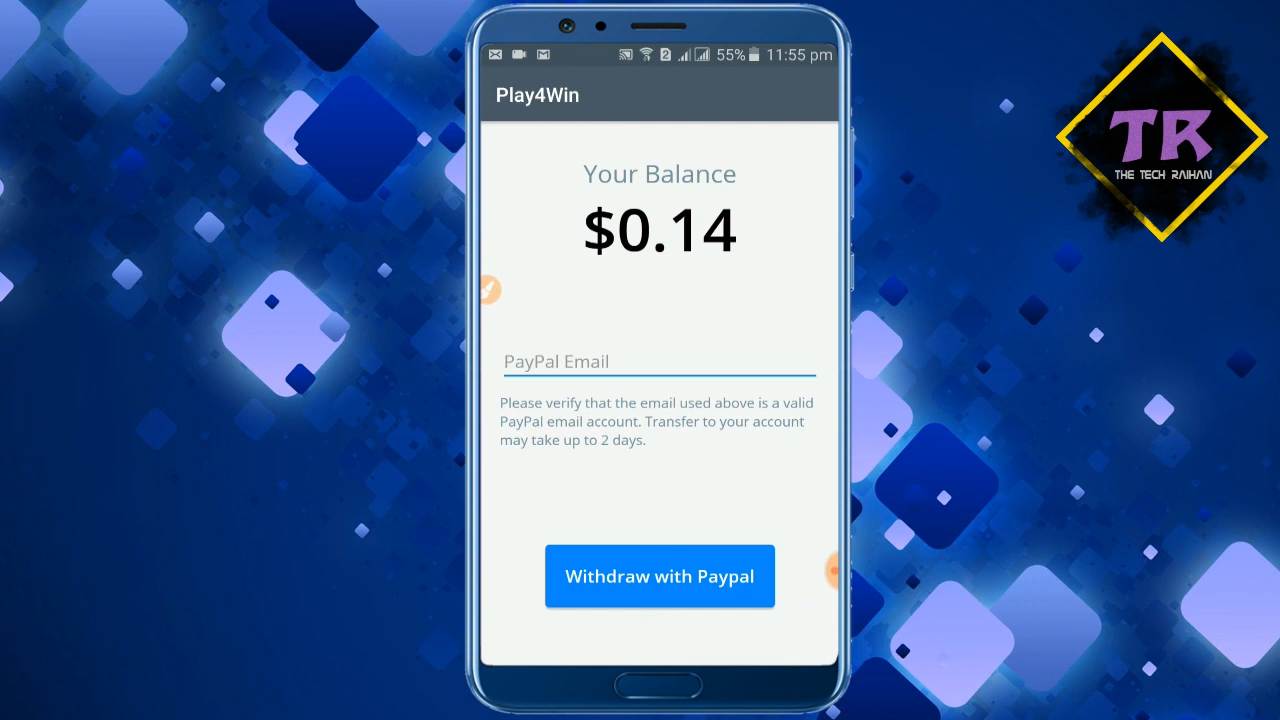 55% 11:55 pm
Play4Win
TR
THE TECH RAIHAN
Your Balance
$0.14
PayPal Email
Please verify that the email used above is a valid
PayPal email account. Transfer to your account
may take up to 2 days.
Withdraw with Paypal